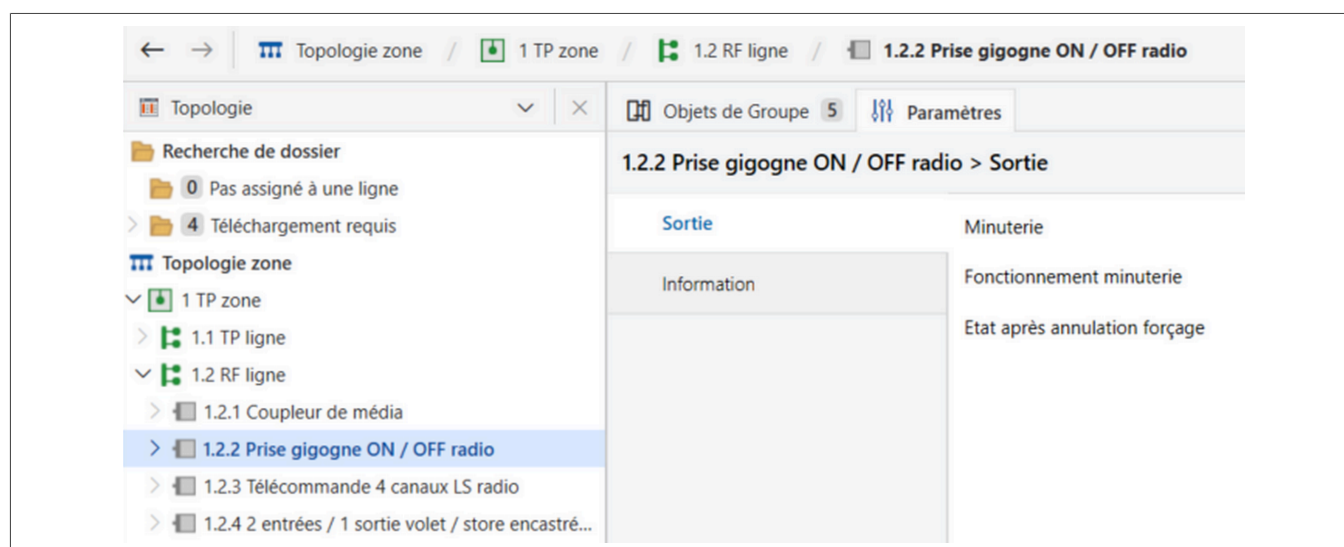 ← → Topologie zone / 1 TP zone / 1.2 RF ligne / 1.2.2 Prise gigogne ON / OFF radio
Topologie
Recherche de dossier
0 Pas assigné à une ligne
4 Téléchargement requis
Topologie zone
1 TP zone
1.1 TP ligne
1.2 RF ligne
1.2.1 Coupleur de média
1.2.2 Prise gigogne ON / OFF radio
1.2.3 Télécommande 4 canaux LS radio
1.2.4 2 entrées / 1 sortie volet / store encastré...
Objets de Groupe 5 Paramètres
1.2.2 Prise gigogne ON / OFF radio > Sortie
Sortie
Information
Minuterie
Fonctionnement minuterie
Etat après annulation forçage